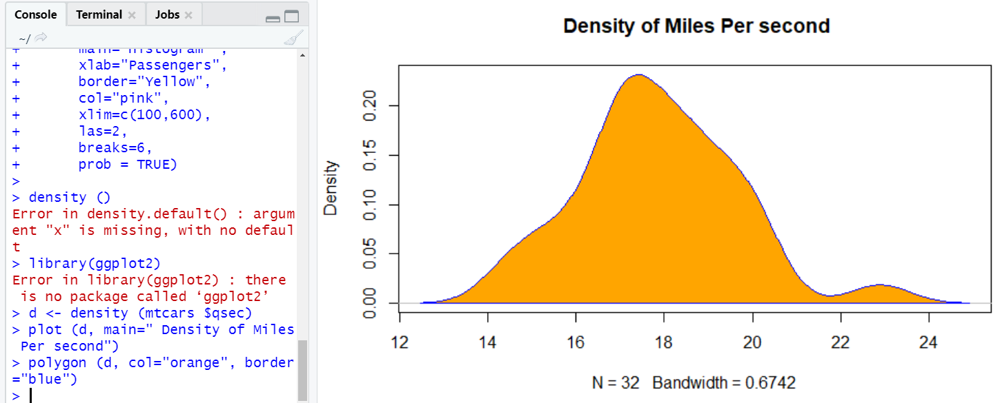 Console Terminal Jobs
~/
+ main="Histogram ",
+ xlab="Passengers",
+ border="Yellow",
+ col="pink",
+ xlim=c(100,600),
+ las=2,
+ breaks=6,
+ prob = TRUE)
>
> density ()
Error in density.default() : argum
ent "x" is missing, with no defaul
t
> library(ggplot2)
Error in library(ggplot2) : there
 is no package called ‘ggplot2’
> d <- density (mtcars $qsec)
> plot (d, main=" Density of Miles
 Per second")
> polygon (d, col="orange", border
="blue")
>
Density of Miles Per second
Density
0.20
0.15
0.10
0.05
0.00
12 14 16 18 20 22 24
N = 32 Bandwidth = 0.6742